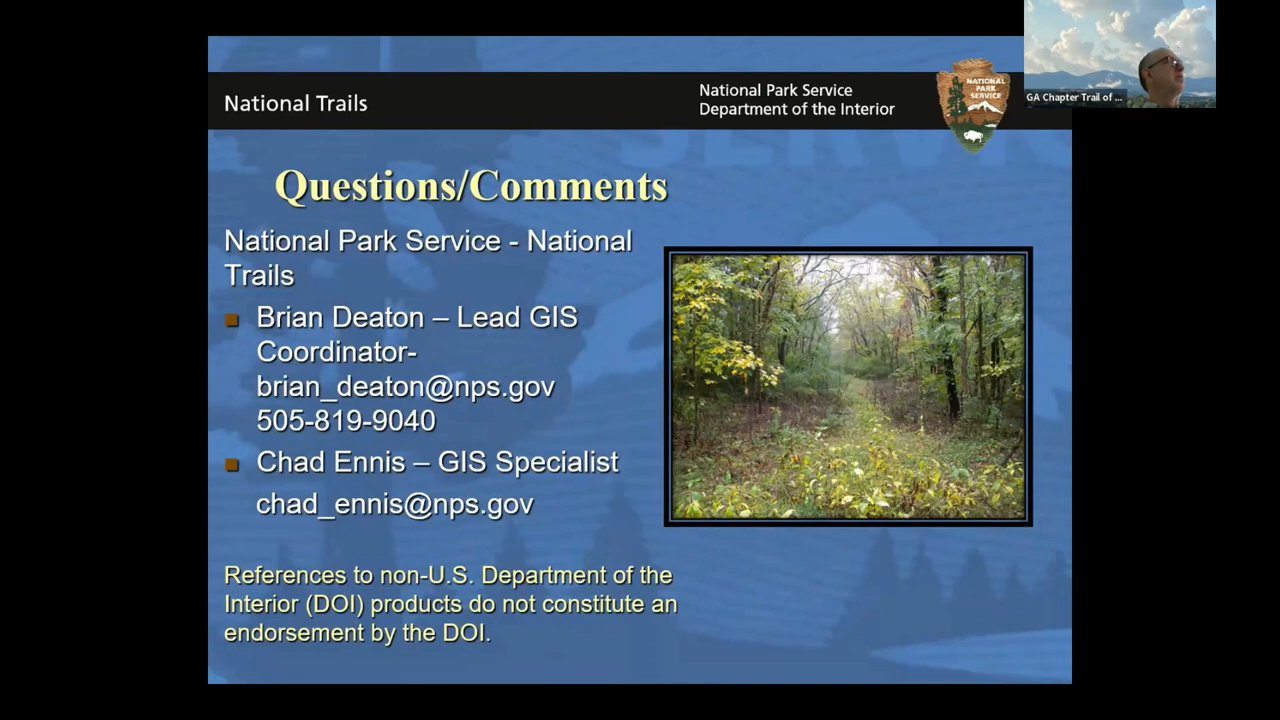 National Trails
National Park Service
Department of the Interior
NATIONAL
PARK
SERVICE
GA Chapter Trail of ...
Questions/Comments
National Park Service - National
Trails
Brian Deaton – Lead GIS
Coordinator-
brian_deaton@nps.gov
505-819-9040
Chad Ennis – GIS Specialist
chad_ennis@nps.gov
References to non-U.S. Department of the
Interior (DOI) products do not constitute an
endorsement by the DOI.